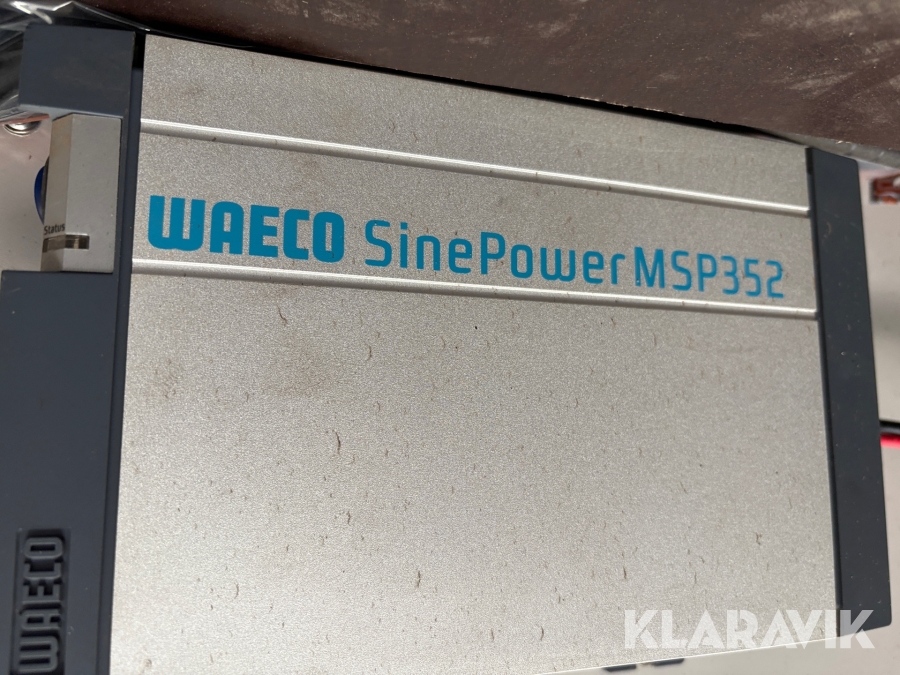 WAECO SinePower MSP352
Status
WAECO
KLARAVIK